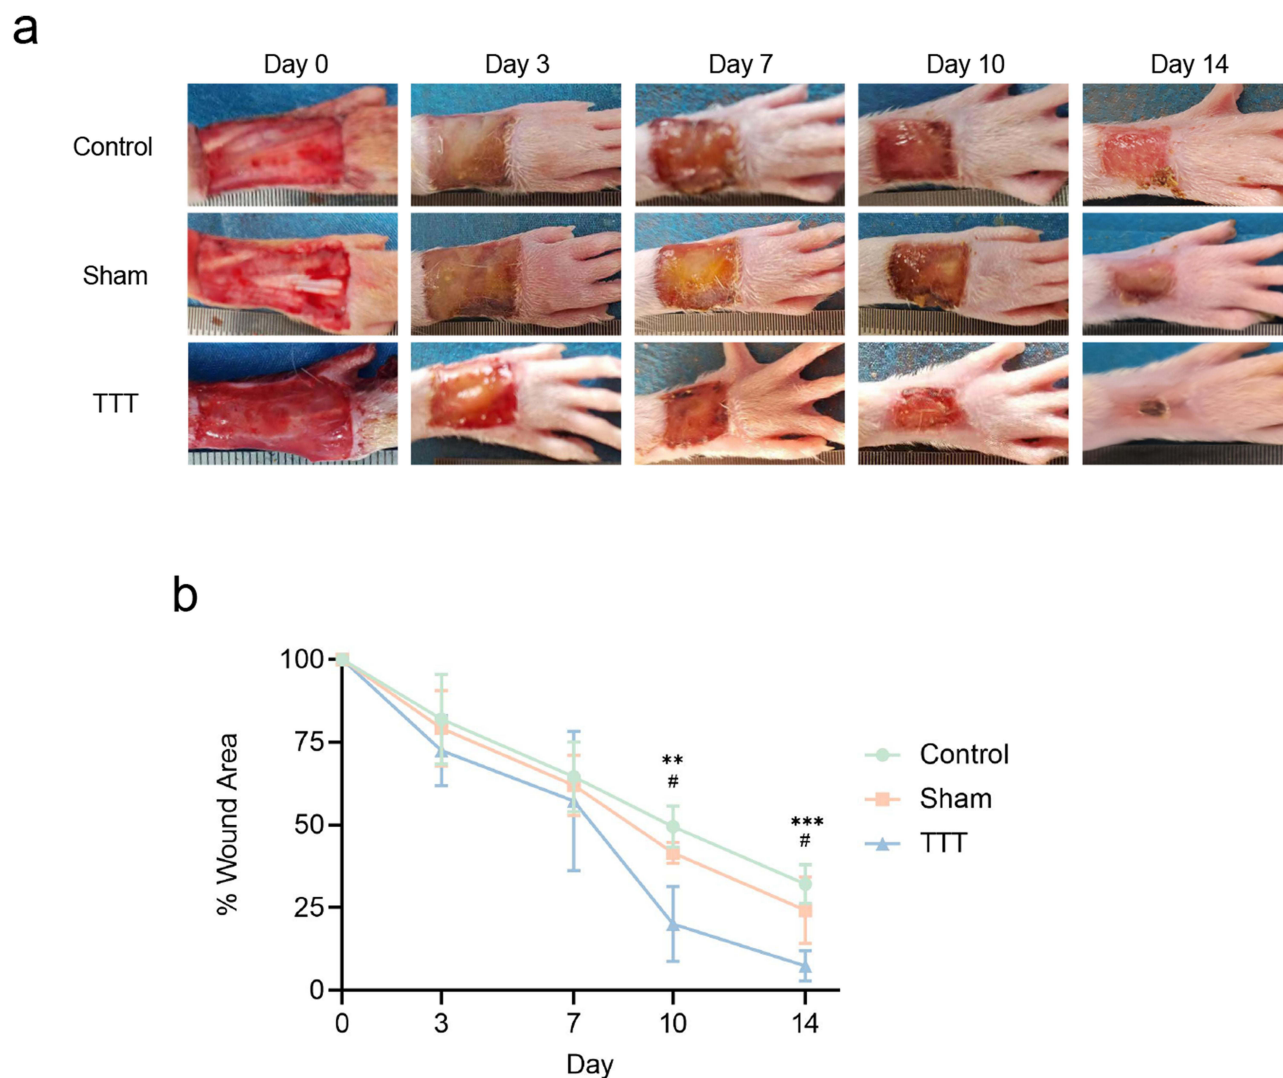 a
Day 0 Day 3 Day 7 Day 10 Day 14
Control
Sham
TTT
b
% Wound Area
100
75
50
25
0
**
#
***
#
0 3 7 10 14
Day
Control
Sham
TTT